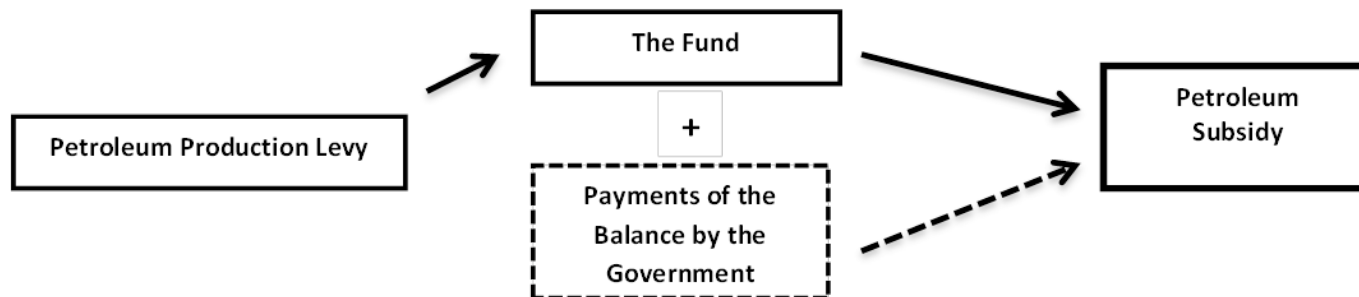 The Fund
Petroleum Production Levy
+
Payments of the
Balance by the
Government
Petroleum
Subsidy